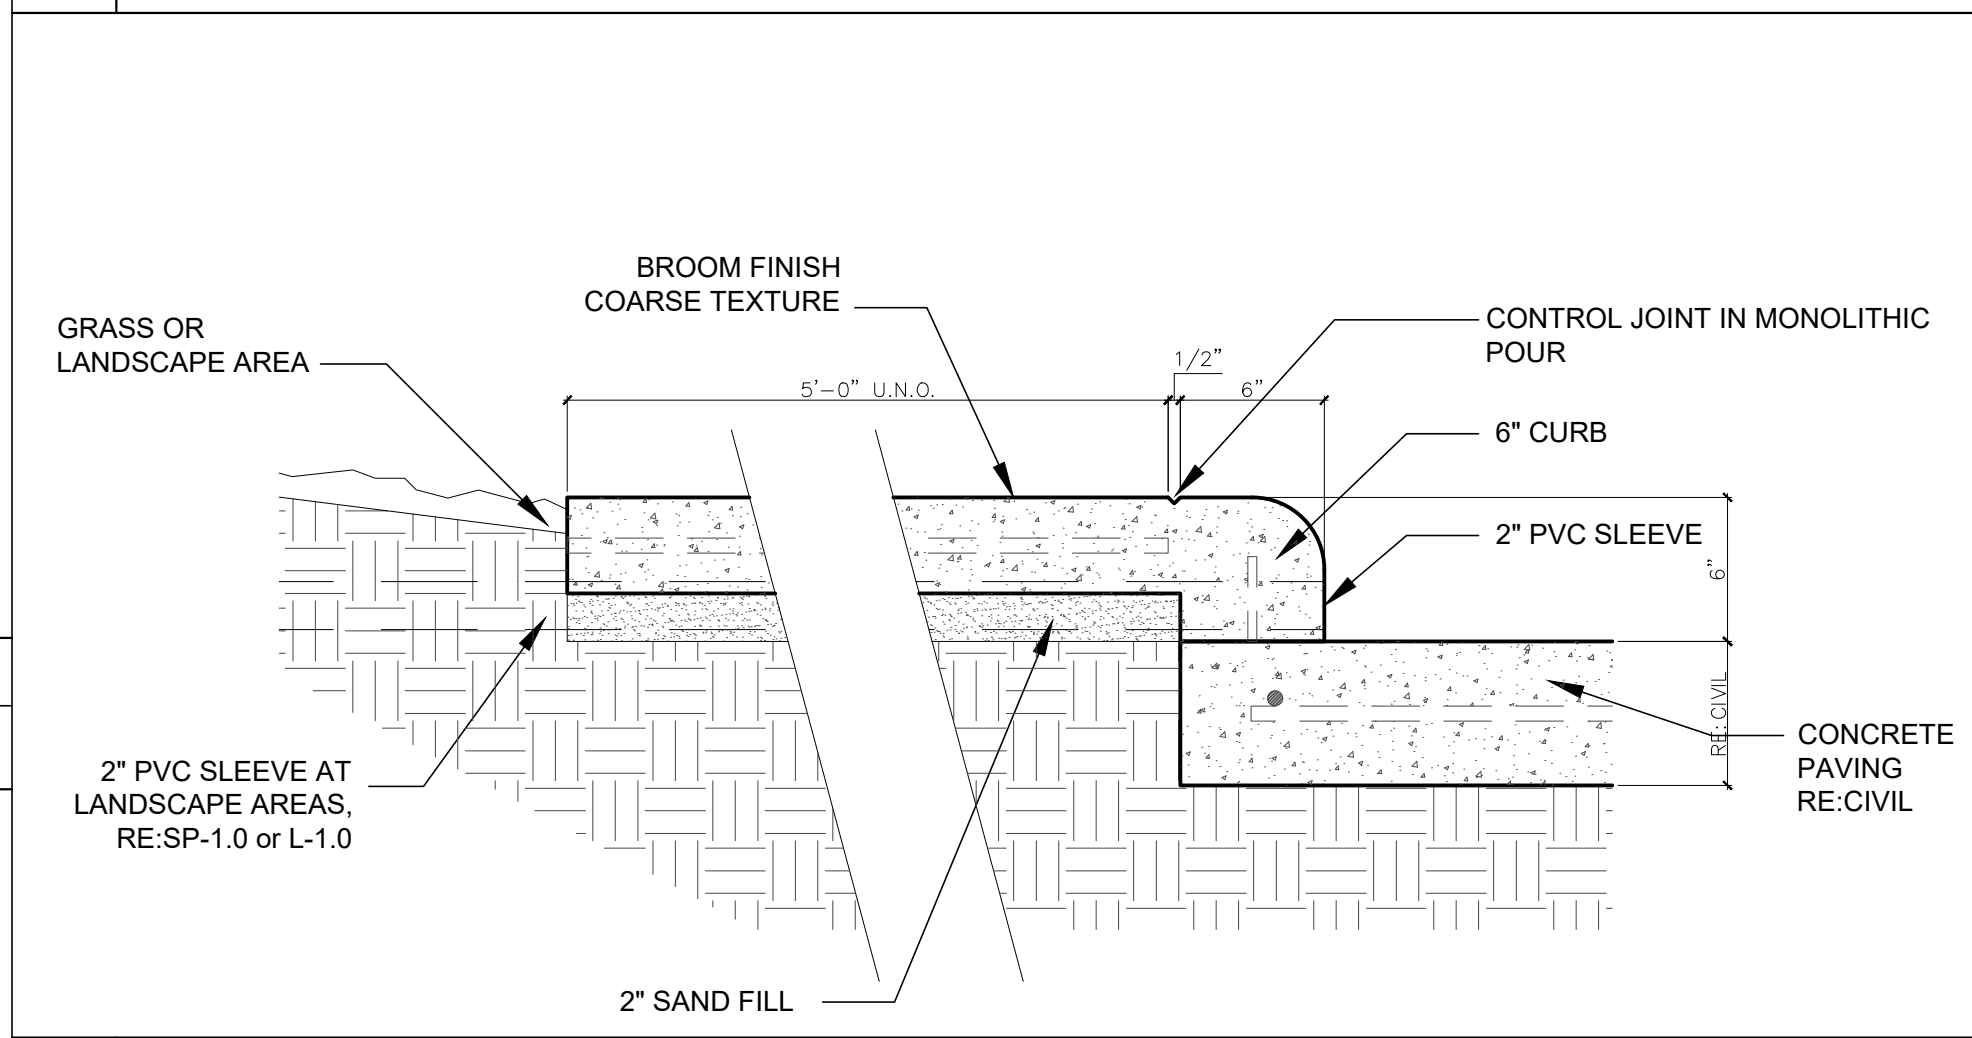 BROOM FINISH
COARSE TEXTURE
GRASS OR
LANDSCAPE AREA
CONTROL JOINT IN MONOLITHIC
POUR
1/2"
5'-0" U.N.O.
6"
6" CURB
2" PVC SLEEVE
6"
RE: CIVIL
CONCRETE
PAVING
RE:CIVIL
2" PVC SLEEVE AT
LANDSCAPE AREAS,
RE:SP-1.0 or L-1.0
2" SAND FILL